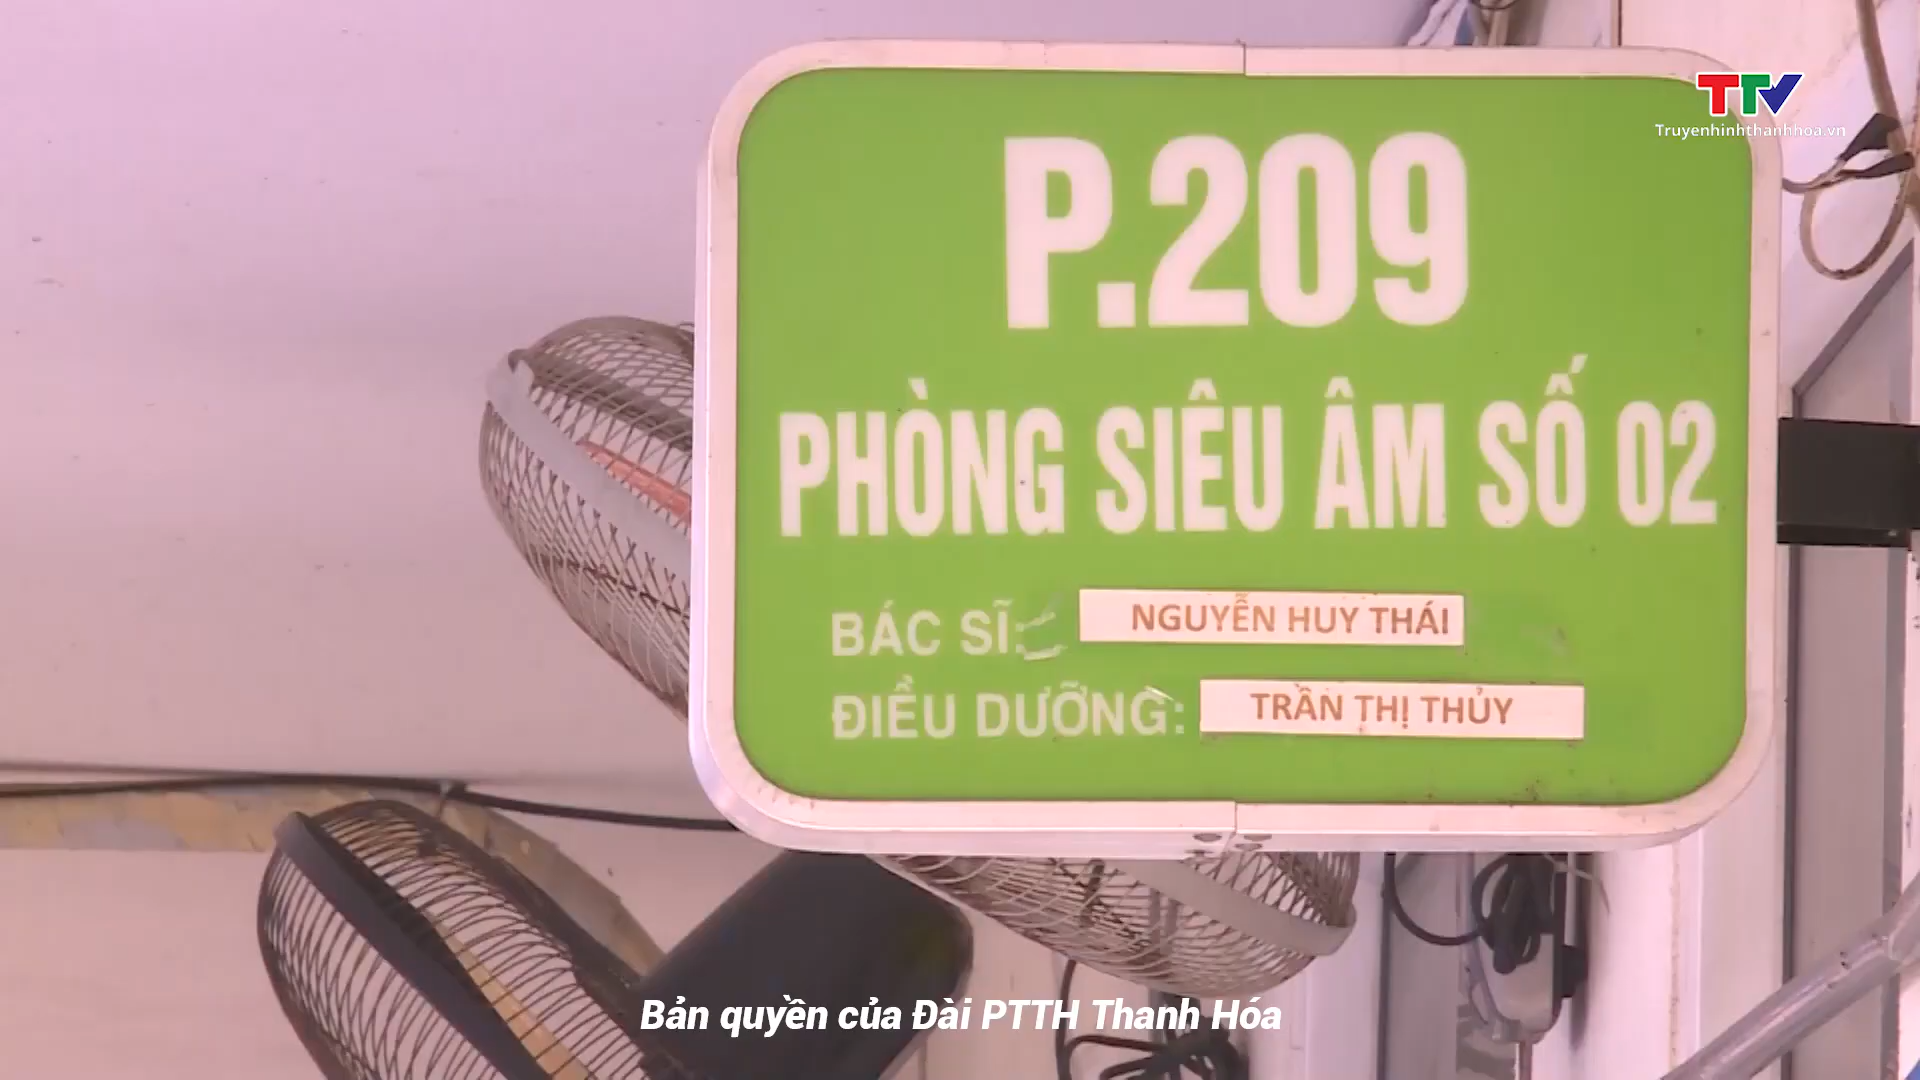 TTV
Truyenhinhthanhhoa.vn
P.209
PHÒNG SIÊU ÂM SỐ 02
BÁC SĨ: NGUYỄN HUY THÁI
ĐIỀU DƯỠNG: TRẦN THỊ THỦY
Bản quyền của Đài PTTH Thanh Hóa